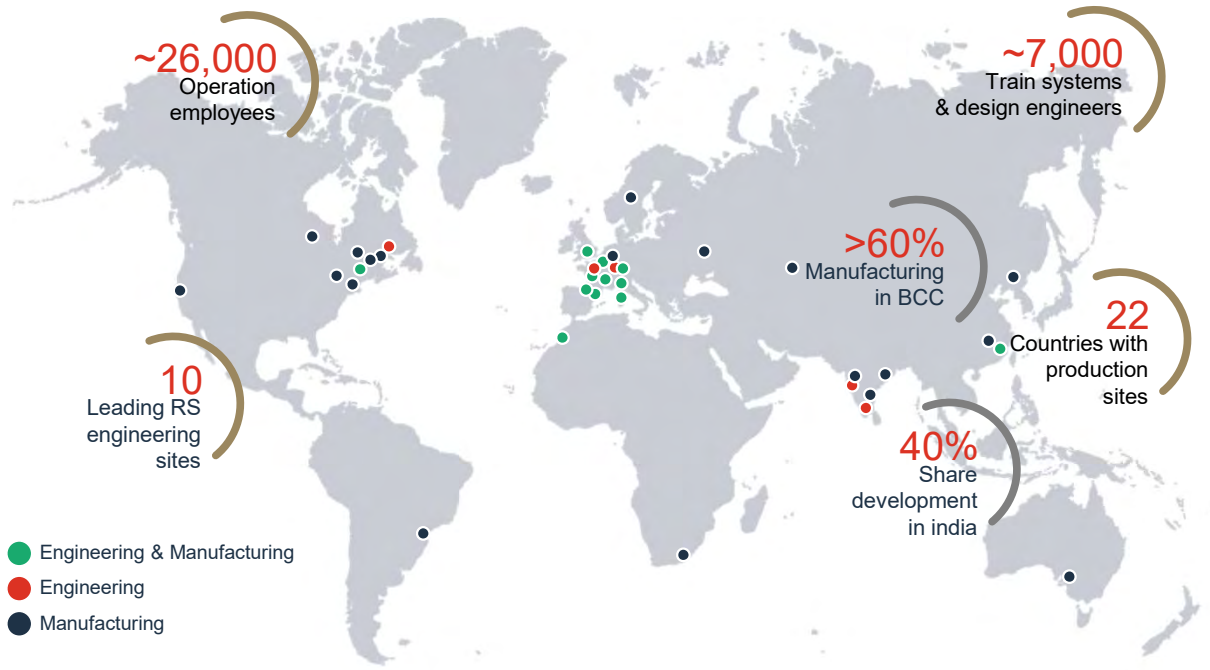 ~26,000
Operation
employees
~7,000
Train systems
& design engineers
>60%
Manufacturing
in BCC
22
Countries with
production
sites
10
Leading RS
engineering
sites
40%
Share
development
in india
Engineering & Manufacturing
Engineering
Manufacturing